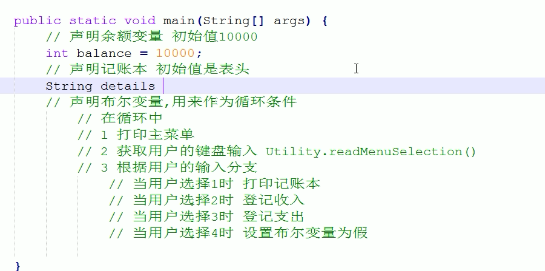 public static void main(String[] args) {
// 声明余额变量 初始值10000
int balance = 10000;
// 声明记账本 初始值是表头
String details
// 声明布尔变量,用来作为循环条件
// 在循环中
// 1 打印主菜单
// 2 获取用户的键盘输入 Utility.readMenuSelection()
// 3 根据用户的输入分支
// 当用户选择1时 打印记账本
// 当用户选择2时 登记收入
// 当用户选择3时 登记支出
// 当用户选择4时 设置布尔变量为假
}